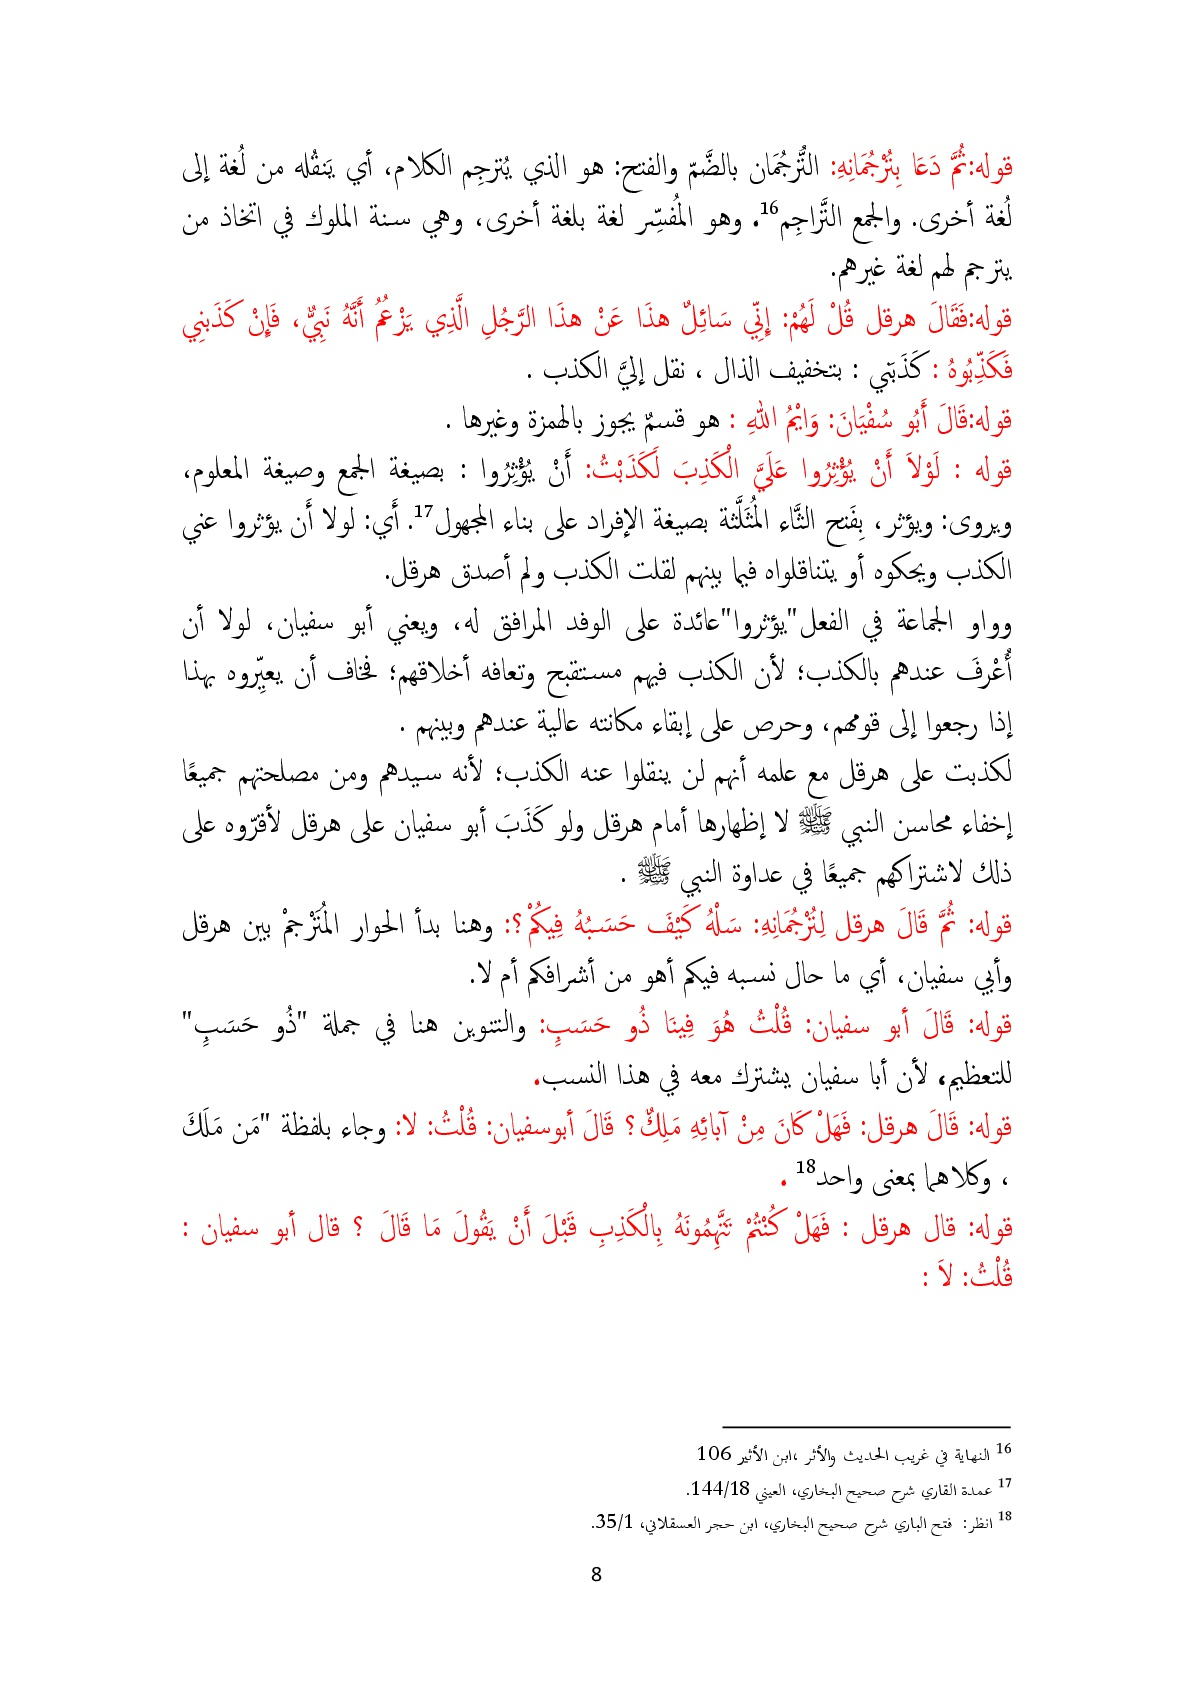 قوله:ثُمَّ دَعَا بِتُرْجُمَانِهِ: التُّرجُمَان بالضَّمّ والفتح: هو الذي يُترجِم الكلام، أي يَنقُله من لُغة إلى
لُغة أخرى. والجمع التَّراجِم16. وهو المُفسِّر لغة بلغة أخرى، وهي سنة الملوك في اتخاذ من
يترجم لهم لغة غيرهم.
قوله:فَقَالَ هرقل قُلْ لَهُمْ: إِنِّي سَائِلٌ هذَا عَنْ هذَا الرَّجُلِ الَّذِي يَزْعُمُ أَنَّهُ نَبِيٌّ، فَإِنْ كَذَبنِي
فَكَذِّبُوهُ : كَذَبَني : بتخفيف الذال ، نقل إليَّ الكذب .
قوله:قَالَ أَبُو سُفْيَانَ: وَايْمُ اللهِ : هو قسمٌ يجوز بالهمزة وغيرها .
قوله : لَوْلاَ أَنْ يُؤْثِرُوا عَلَيَّ الْكَذِبَ لَكَذَبْتُ: أَنْ يُؤْثِرُوا : بصيغة الجمع وصيغة المعلوم،
ويروى: ويؤثر، بِفَتح الثَّاء المُثَلَّثة بصيغة الإفراد على بناء المجهول17. أَي: لولا أَن يؤثروا عني
الكذب ويحكوه أو يتناقلواه فيما بينهم لقلت الكذب ولم أصدق هرقل.
وواو الجماعة في الفعل"يؤثروا"عائدة على الوفد المرافق له، ويعني أبو سفيان، لولا أن
أُعْرفَ عندهم بالكذب؛ لأن الكذب فيهم مستقبح وتعافه أخلاقهم؛ فخاف أن يعيِّروه بهذا
إذا رجعوا إلى قومهم، وحرص على إبقاء مكانته عالية عندهم وبينهم .
لكذبت على هرقل مع علمه أنهم لن ينقلوا عنه الكذب؛ لأنه سيدهم ومن مصلحتهم جميعًا
إخفاء محاسن النبي ﷺ لا إظهارها أمام هرقل ولو كَذَبَ أبو سفيان على هرقل لأقرّوه على
ذلك لاشتراكهم جميعًا في عداوة النبي ﷺ .
قوله: ثُمَّ قَالَ هرقل لِتُرْجُمَانِهِ: سَلْهُ كَيْفَ حَسَبُهُ فِيكُمْ؟: وهنا بدأ الحوار المُتَرْجمْ بين هرقل
وأبي سفيان، أي ما حال نسبه فيكم أهو من أشرافكم أم لا.
قوله: قَالَ أبو سفيان: قُلْتُ هُوَ فِينَا ذُو حَسَبٍ: والتنوين هنا في جملة "ذُو حَسَبٍ"
للتعظيم، لأن أبا سفيان يشترك معه في هذا النسب.
قوله: قَالَ هرقل: فَهَلْ كَانَ مِنْ آبائِهِ مَلِكٌ؟ قَالَ أبوسفيان: قُلْتُ: لا: وجاء بلفظة "مَن مَلَكَ
، وكلاهما بمعنى واحد18 .
قوله: قال هرقل : فَهَلْ كُنْتُمْ تَتَّهِمُونَهُ بِالْكَذِبِ قَبْلَ أَنْ يَقُولَ مَا قَالَ ؟ قال أبو سفيان :
قُلْتُ: لاَ :
16 النهاية في غريب الحديث والأثر ،ابن الأثير 106
17 عمدة القاري شرح صحيح البخاري، العيني 144/18.
18 انظر: فتح الباري شرح صحيح البخاري، ابن حجر العسقلاني، 35/1.
8